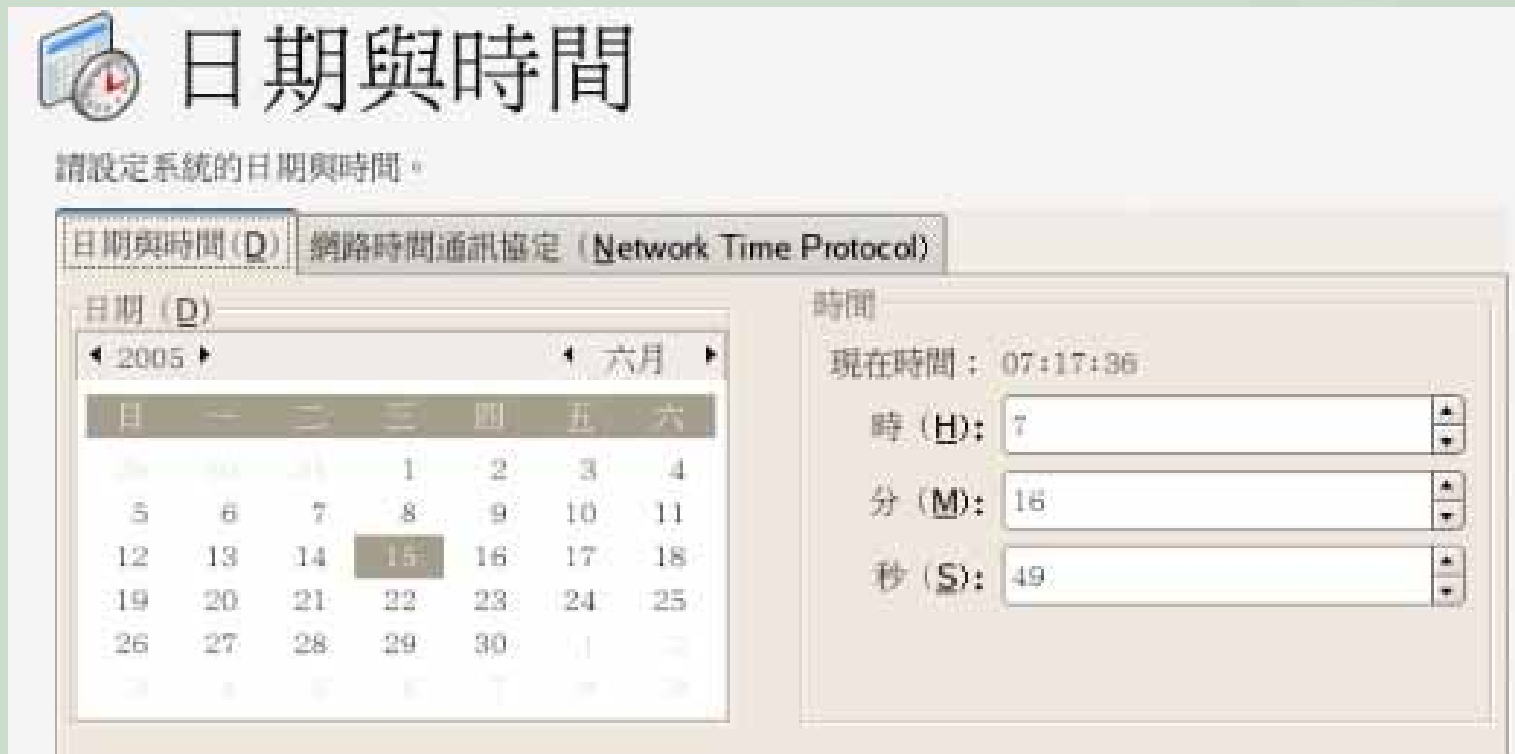 日期與時間
請設定系統的日期與時間。
日期與時間(D) 網路時間通訊協定 (Network Time Protocol)
日期 (D)
2005 六月
日 一 二 三 四 五 六
1 2 3 4
5 6 7 8 9 10 11
12 13 14 15 16 17 18
19 20 21 22 23 24 25
26 27 28 29 30
時間
現在時間: 07:17:36
時 (H): 7
分 (M): 16
秒 (S): 49